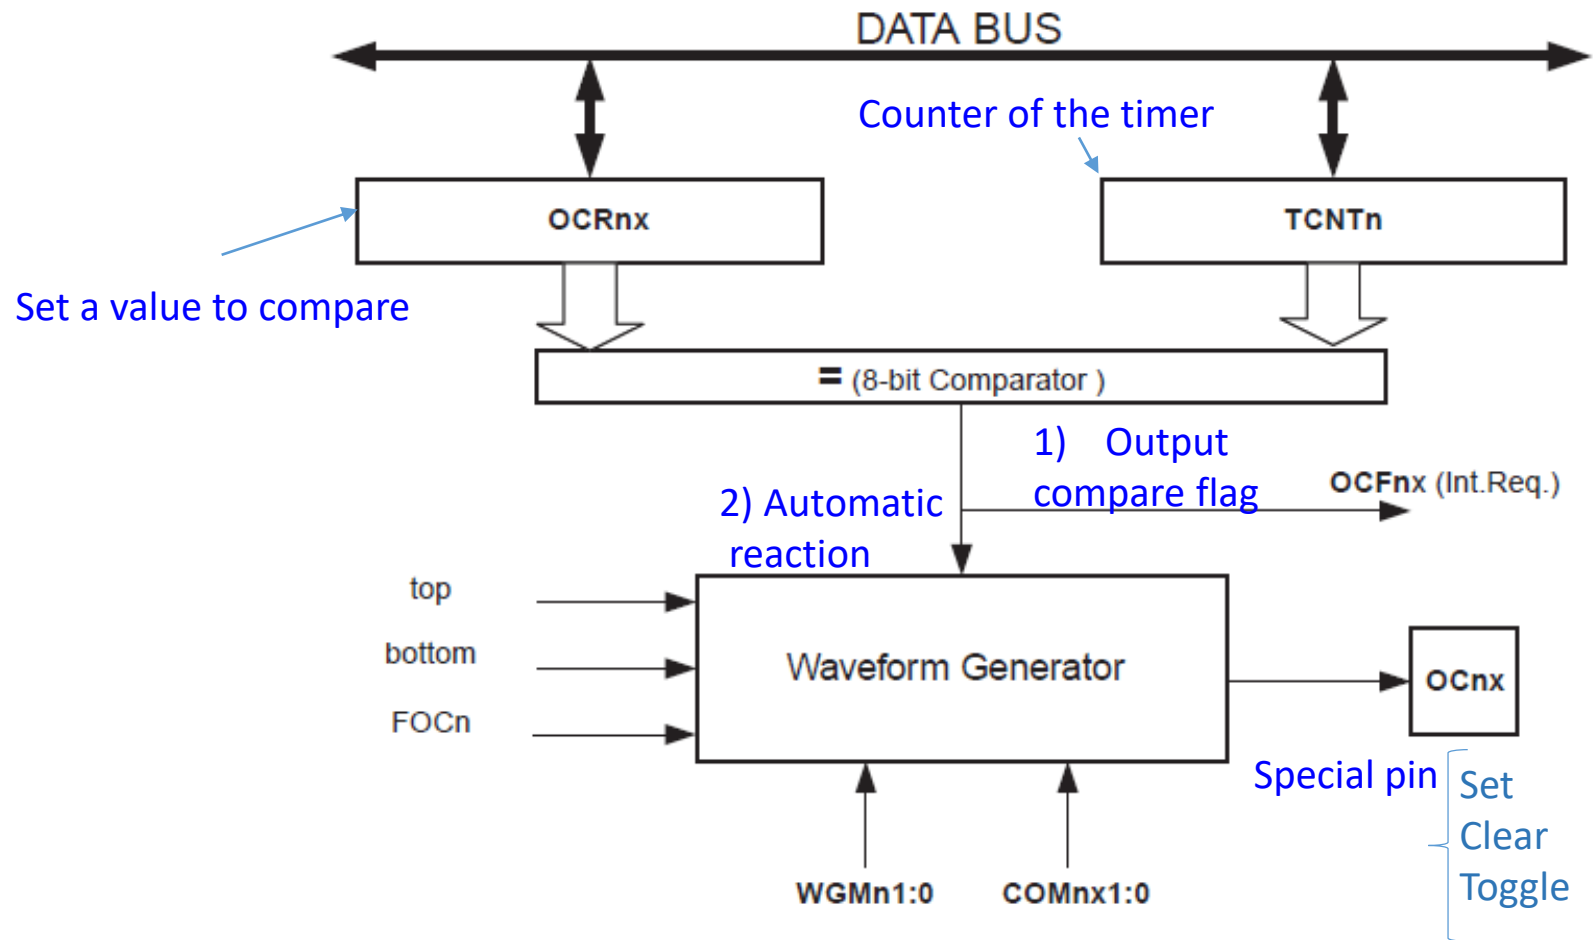 DATA BUS
Counter of the timer
OCRnx
TCNTn
Set a value to compare
= (8-bit Comparator )
1) Output
compare flag
OCFnx (Int.Req.)
2) Automatic
reaction
top
bottom
FOCn
Waveform Generator
OCnx
Special pin
Set
Clear
Toggle
WGMn1:0
COMnx1:0